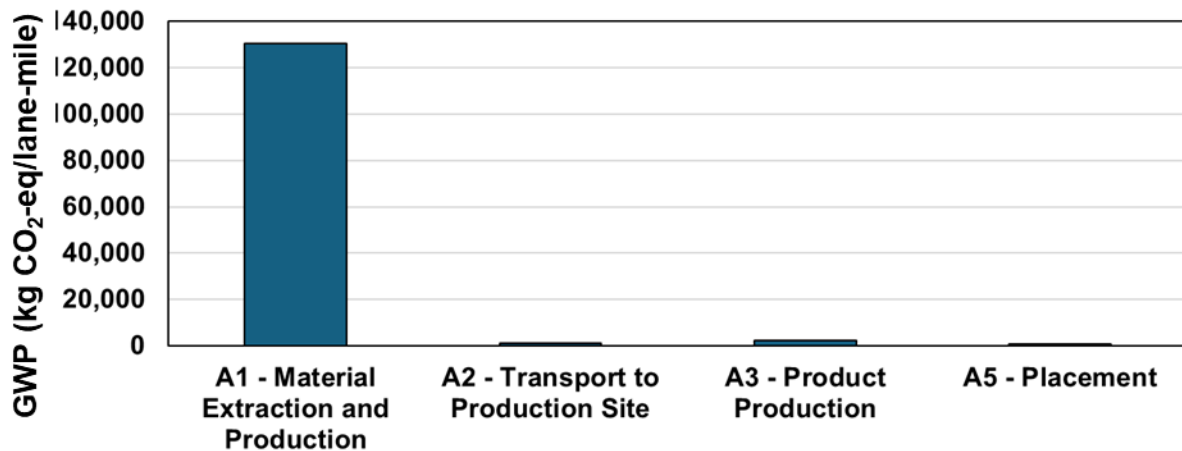 GWP (kg CO₂-eq/lane-mile)
140,000
120,000
100,000
80,000
60,000
40,000
20,000
0
A1 - Material
Extraction and
Production
A2 - Transport to
Production Site
A3 - Product
Production
A5 - Placement